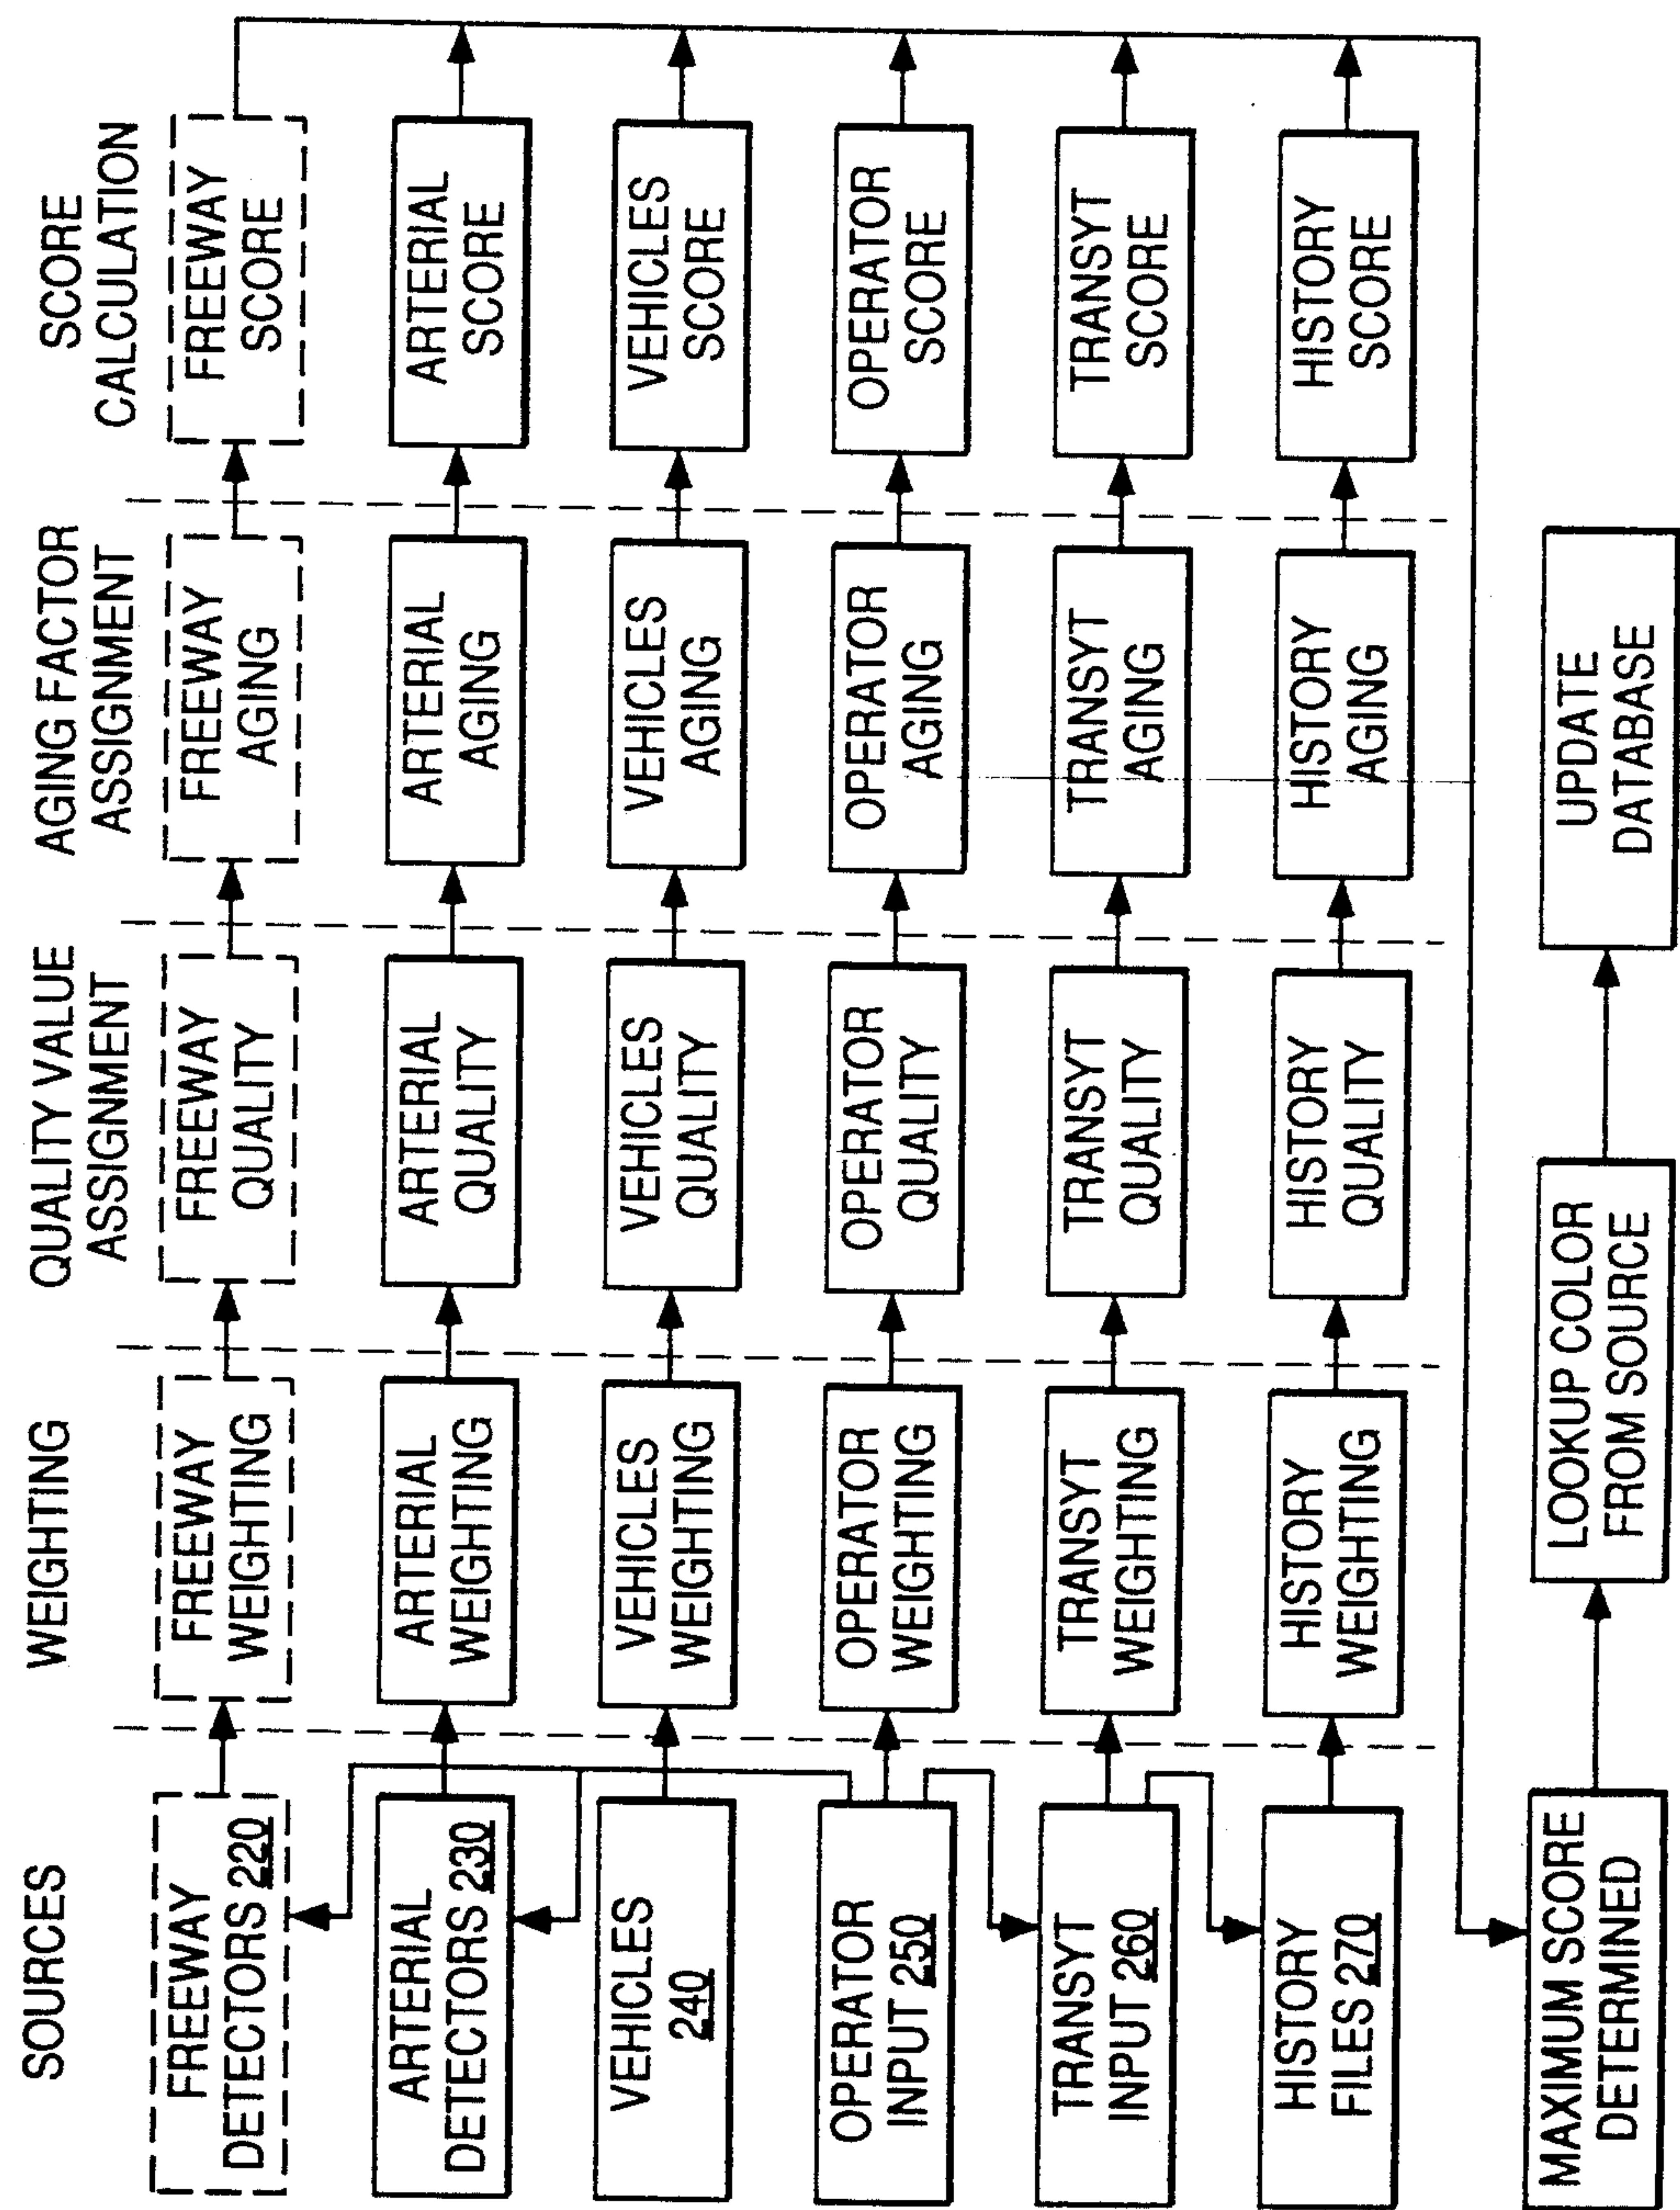 SOURCES
WEIGHTING
QUALITY VALUE
ASSIGNMENT
AGING FACTOR
ASSIGNMENT
SCORE
CALCULATION
FREEWAY
DETECTORS 220
FREEWAY
WEIGHTING
FREEWAY
QUALITY
FREEWAY
AGING
FREEWAY
SCORE
ARTERIAL
DETECTORS 230
ARTERIAL
WEIGHTING
ARTERIAL
QUALITY
ARTERIAL
AGING
ARTERIAL
SCORE
VEHICLES
240
VEHICLES
WEIGHTING
VEHICLES
QUALITY
VEHICLES
AGING
VEHICLES
SCORE
OPERATOR
INPUT 250
OPERATOR
WEIGHTING
OPERATOR
QUALITY
OPERATOR
AGING
OPERATOR
SCORE
TRANSYT
INPUT 260
TRANSYT
WEIGHTING
TRANSYT
QUALITY
TRANSYT
AGING
TRANSYT
SCORE
HISTORY
FILES 270
HISTORY
WEIGHTING
HISTORY
QUALITY
HISTORY
AGING
HISTORY
SCORE
MAXIMUM SCORE
DETERMINED
LOOKUP COLOR
FROM SOURCE
UPDATE
DATABASE